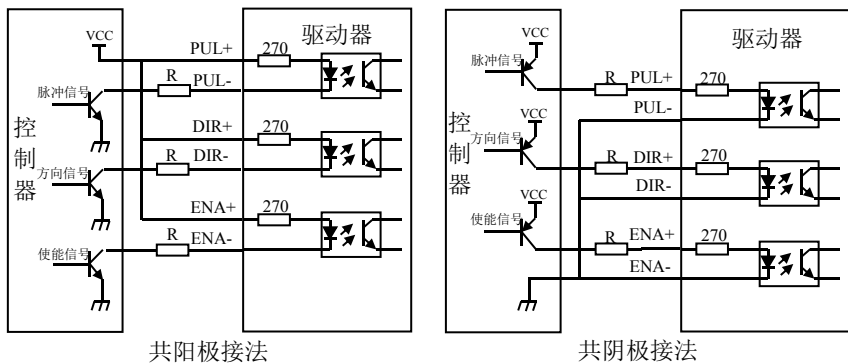 VCC
PUL+
270
驱动器
脉冲信号
R
PUL-
DIR+
270
控制器
方向信号
R
DIR-
ENA+
270
使能信号
R
ENA-
共阳极接法
VCC
驱动器
脉冲信号
R
PUL+
270
PUL-
VCC
控制器
方向信号
R
DIR+
270
DIR-
VCC
使能信号
R
ENA+
270
ENA-
共阴极接法